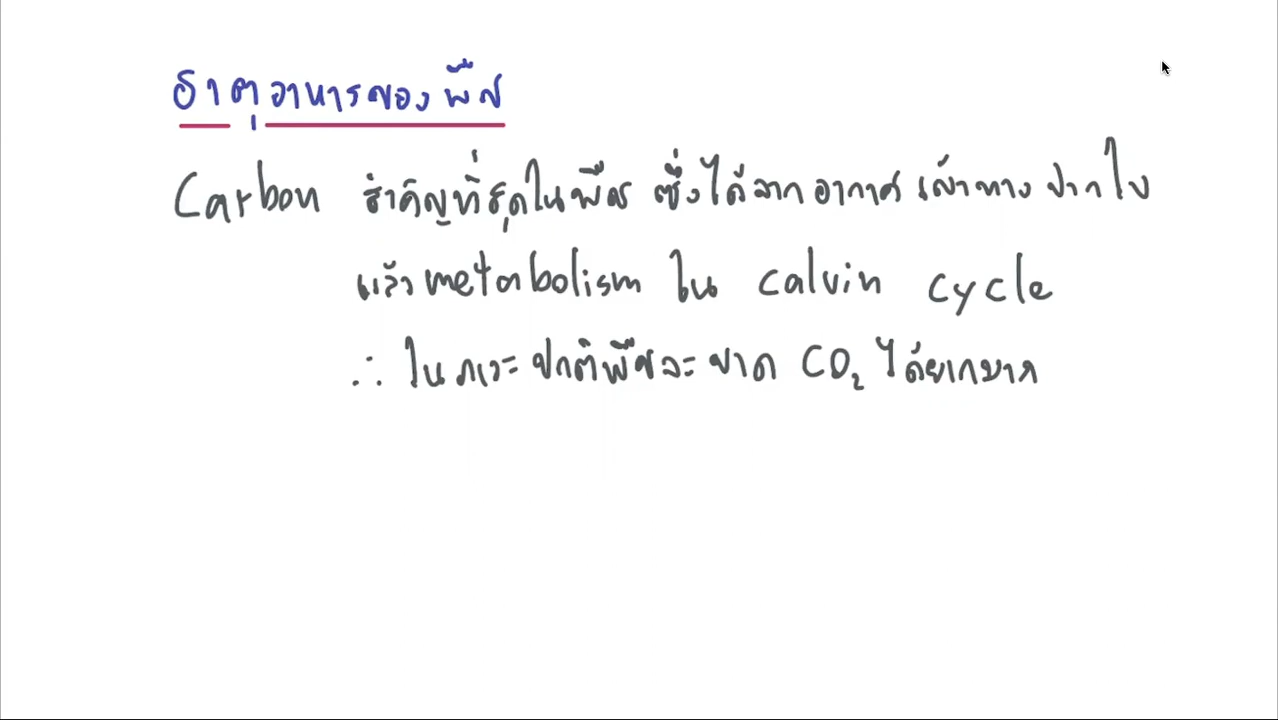 ธาตุอาหารของพืช
Carbon สำคัญที่สุดในพืช ซึ่งได้จากอากาศ เข้าทางปากใบ
แล้ว metabolism ใน calvin cycle
∴ ในภาวะปกติพืชจะขาด CO₂ ได้ยากมาก